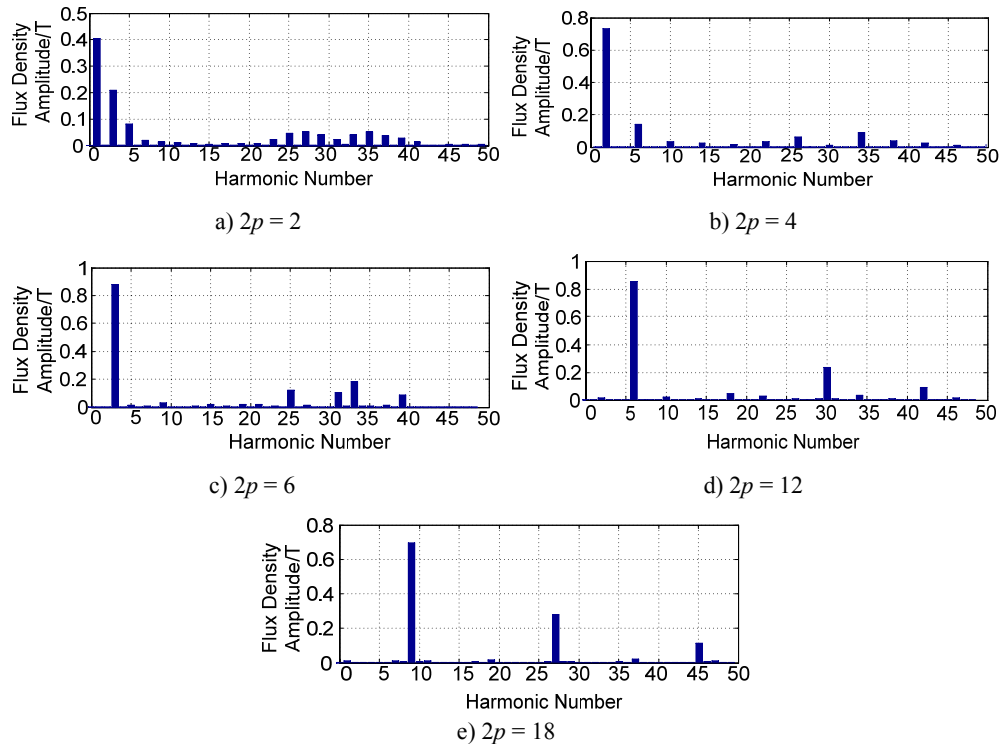 0.5
0.4
0.3
0.2
0.1
0
Flux Density
Amplitude/T
0 5 10 15 20 25 30 35 40 45 50
Harmonic Number
a) 2p = 2
0.8
0.6
0.4
0.2
0
Flux Density
Amplitude/T
0 5 10 15 20 25 30 35 40 45 50
Harmonic Number
b) 2p = 4
1
0.8
0.6
0.4
0.2
0
Flux Density
Amplitude/T
0 5 10 15 20 25 30 35 40 45 50
Harmonic Number
c) 2p = 6
1
0.8
0.6
0.4
0.2
0
Flux Density
Amplitude/T
0 5 10 15 20 25 30 35 40 45 50
Harmonic Number
d) 2p = 12
0.8
0.6
0.4
0.2
0
Flux Density
Amplitude/T
0 5 10 15 20 25 30 35 40 45 50
Harmonic Number
e) 2p = 18